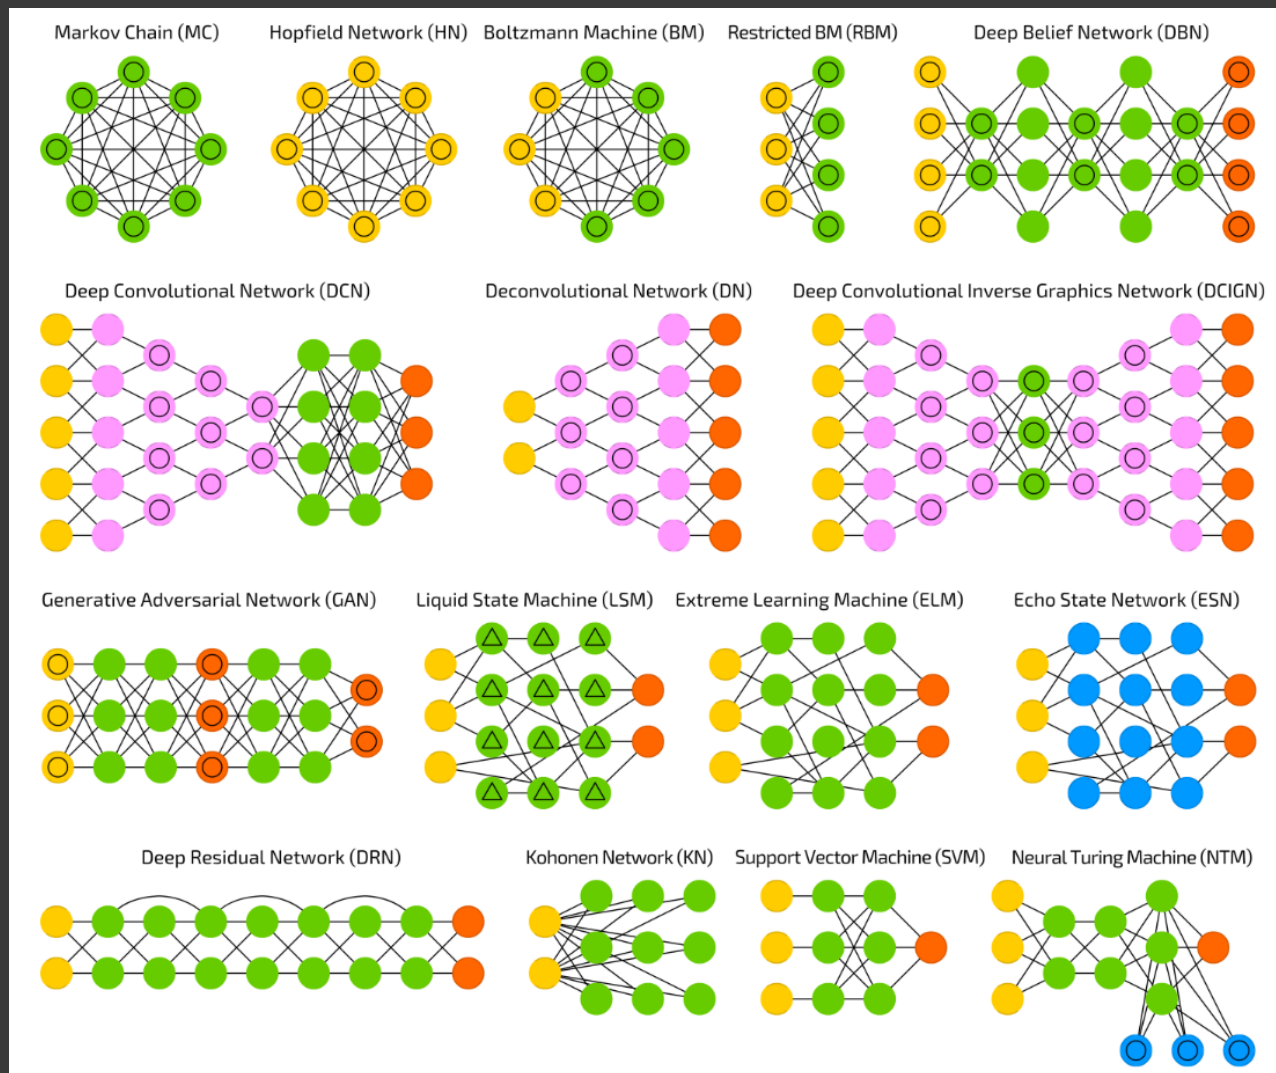 Markov Chain (MC)
Hopfield Network (HN)
Boltzmann Machine (BM)
Restricted BM (RBM)
Deep Belief Network (DBN)
Deep Convolutional Network (DCN)
Deconvolutional Network (DN)
Deep Convolutional Inverse Graphics Network (DCIGN)
Generative Adversarial Network (GAN)
Liquid State Machine (LSM)
Extreme Learning Machine (ELM)
Echo State Network (ESN)
Deep Residual Network (DRN)
Kohonen Network (KN)
Support Vector Machine (SVM)
Neural Turing Machine (NTM)